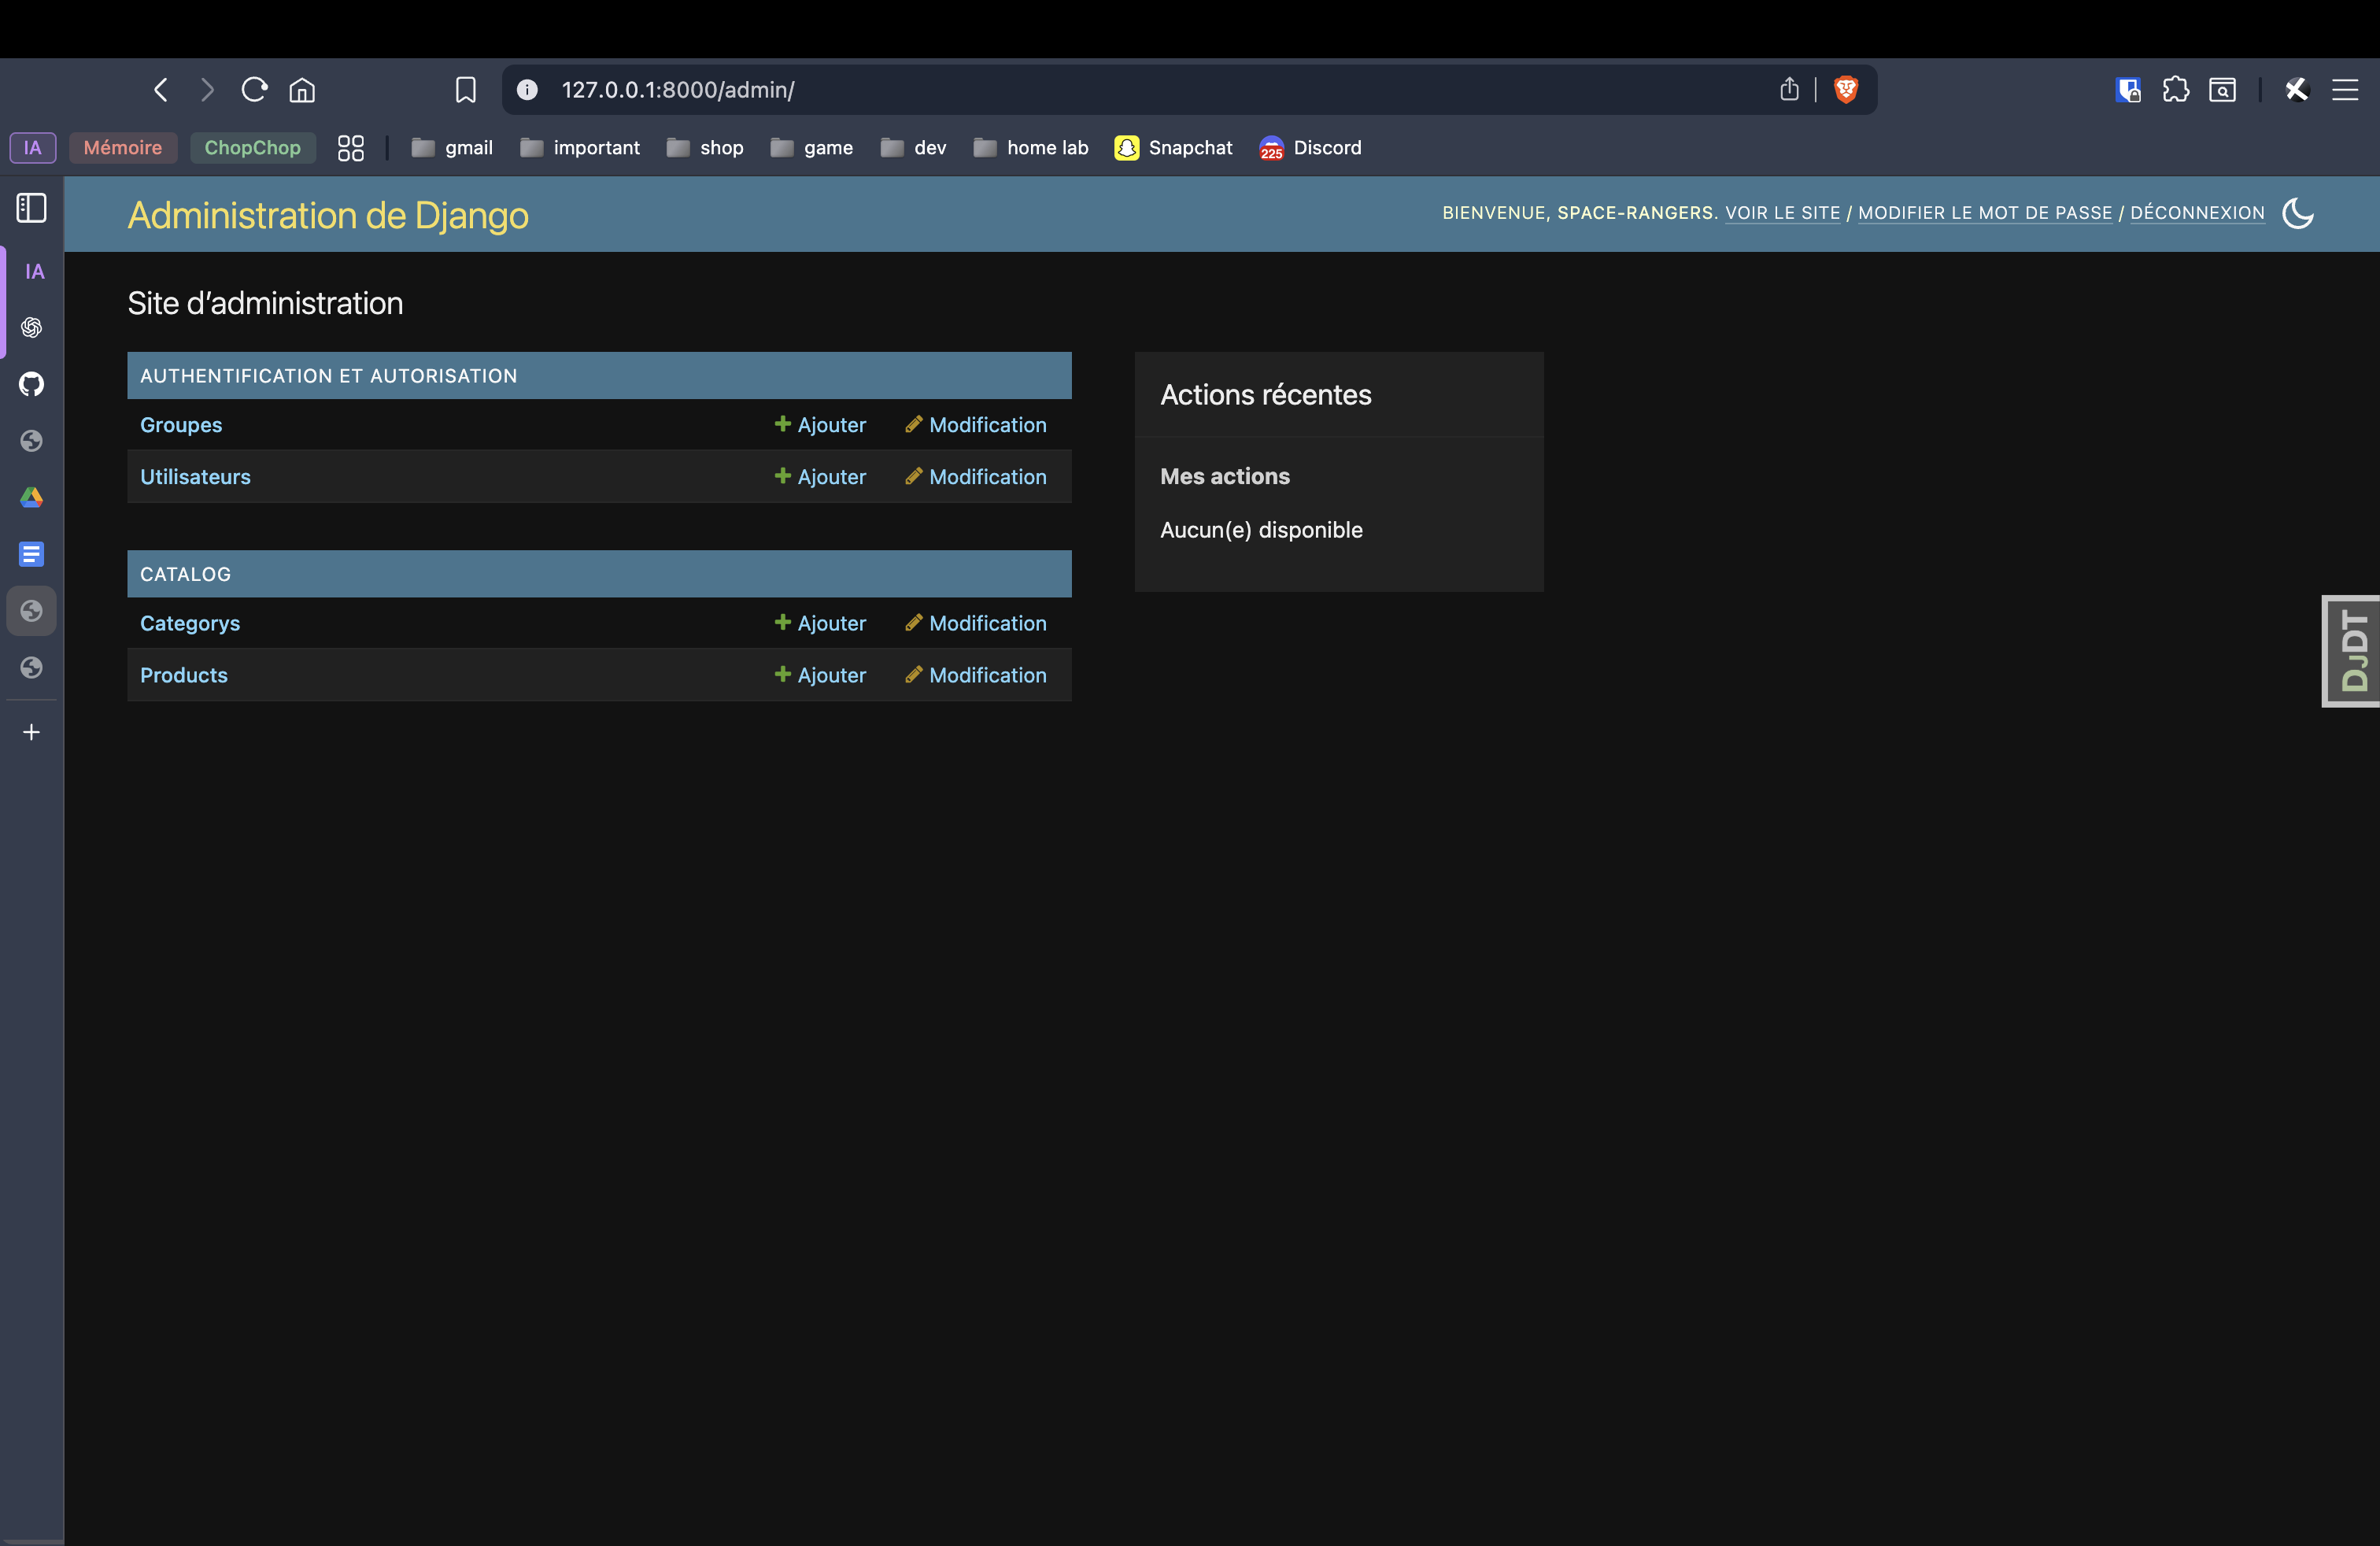 127.0.0.1:8000/admin/
IA Mémoire ChopChop gmail important shop game dev home lab Snapchat 225 Discord
Administration de Django
BIENVENUE, SPACE-RANGERS. VOIR LE SITE / MODIFIER LE MOT DE PASSE / DÉCONNEXION
IA
Site d’administration
AUTHENTIFICATION ET AUTORISATION
Groupes Ajouter Modification
Utilisateurs Ajouter Modification
CATALOG
Categorys Ajouter Modification
Products Ajouter Modification
Actions récentes
Mes actions
Aucun(e) disponible
DJDT